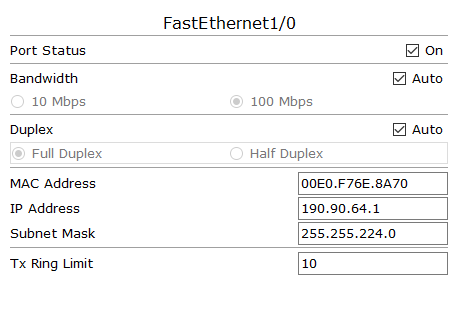 FastEthernet1/0
Port Status On
Bandwidth Auto
10 Mbps 100 Mbps
Duplex Auto
Full Duplex Half Duplex
MAC Address 00E0.F76E.8A70
IP Address 190.90.64.1
Subnet Mask 255.255.224.0
Tx Ring Limit 10